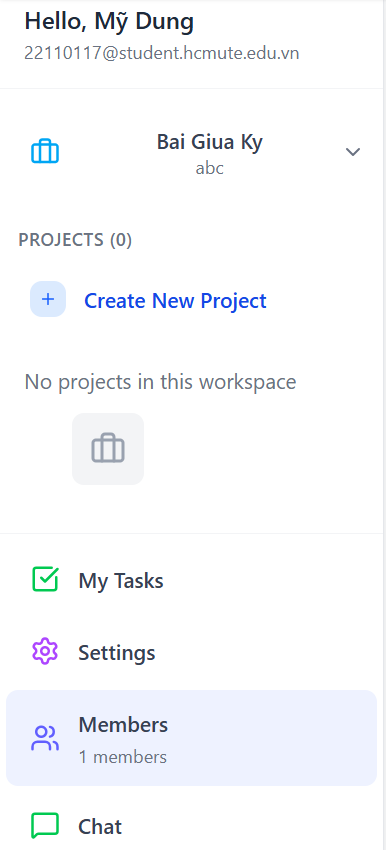 Hello, Mỹ Dung
22110117@student.hcmute.edu.vn
Bai Giua Ky
abc
PROJECTS (0)
+
Create New Project
No projects in this workspace
My Tasks
Settings
Members
1 members
Chat